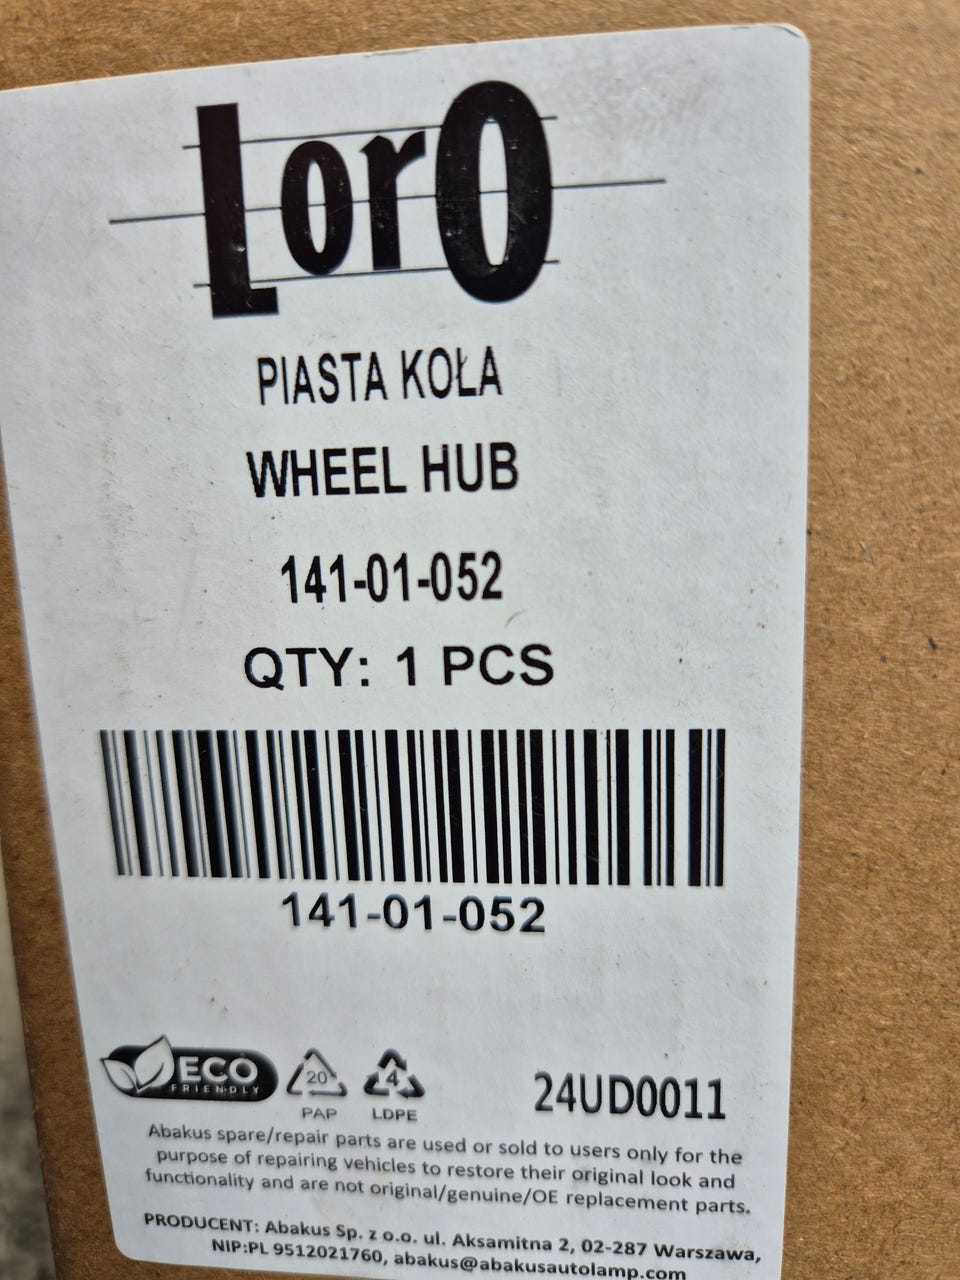 LorO
PIASTA KOŁA
WHEEL HUB
141-01-052
QTY: 1 PCS
141-01-052
ECO
FRIENDLY
20
PAP
4
LDPE
24UD0011
Abakus spare/repair parts are used or sold to users only for the
purpose of repairing vehicles to restore their original look and
functionality and are not original/genuine/OE replacement parts.
PRODUCENT: Abakus Sp. z o.o. ul. Aksamitna 2, 02-287 Warszawa,
NIP:PL 9512021760, abakus@abakusautolamp.com